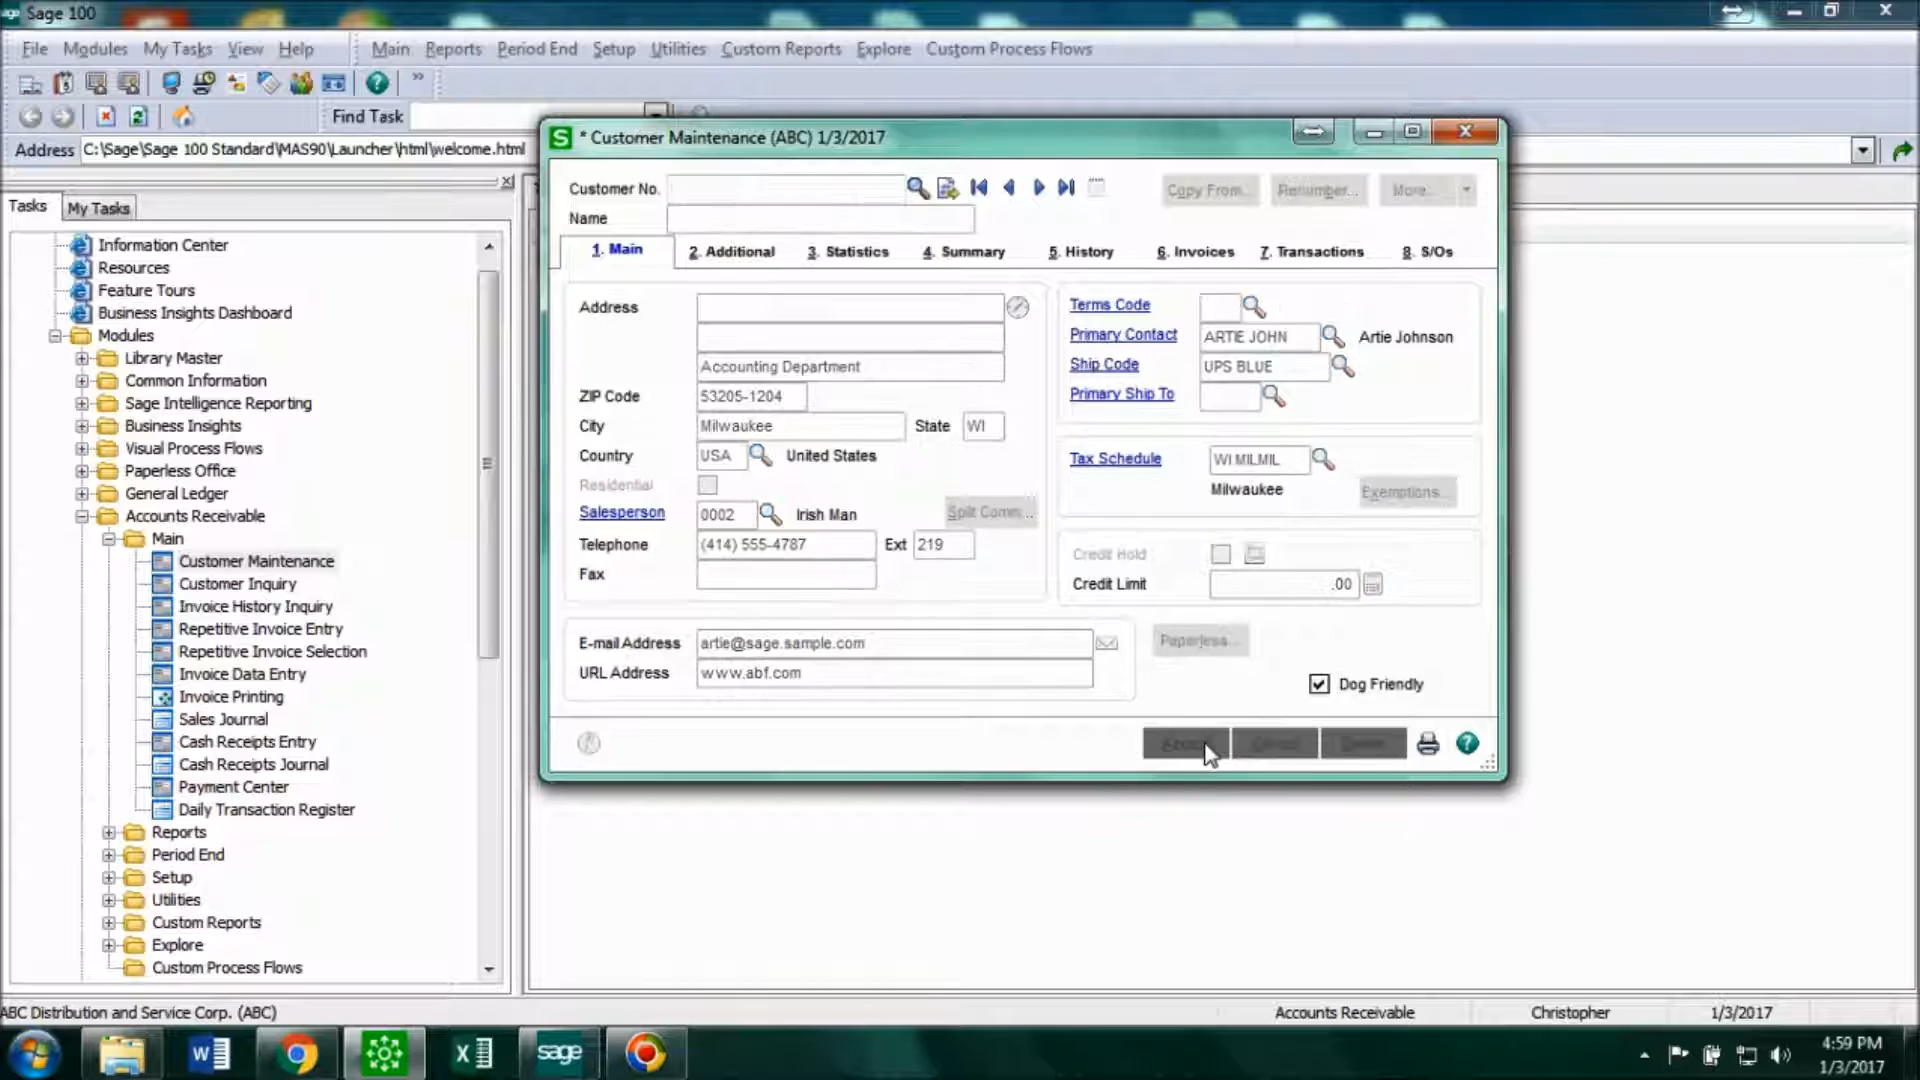 Sage 100
File Modules My Tasks View Help Main Reports Period End Setup Utilities Custom Reports Explore Custom Process Flows
Find Task
Address C:\Sage\Sage 100 Standard\MAS90\Launcher\html\welcome.html
Tasks My Tasks
Information Center
Resources
Feature Tours
Business Insights Dashboard
Modules
Library Master
Common Information
Sage Intelligence Reporting
Business Insights
Visual Process Flows
Paperless Office
General Ledger
Accounts Receivable
Main
Customer Maintenance
Customer Inquiry
Invoice History Inquiry
Repetitive Invoice Entry
Repetitive Invoice Selection
Invoice Data Entry
Invoice Printing
Sales Journal
Cash Receipts Entry
Cash Receipts Journal
Payment Center
Daily Transaction Register
Reports
Period End
Setup
Utilities
Custom Reports
Explore
Custom Process Flows
S * Customer Maintenance (ABC) 1/3/2017
Customer No. Copy From... Renumber... More...
Name
1. Main 2. Additional 3. Statistics 4. Summary 5. History 6. Invoices 7. Transactions 8. S/Os
Address
Accounting Department
ZIP Code 53205-1204
City Milwaukee State WI
Country USA United States
Residential
Salesperson 0002 Irish Man Split Comm...
Telephone (414) 555-4787 Ext 219
Fax
Terms Code
Primary Contact ARTIE JOHN Artie Johnson
Ship Code UPS BLUE
Primary Ship To
Tax Schedule WI MILMIL
Milwaukee Exemptions...
Credit Hold
Credit Limit .00
E-mail Address artie@sage.sample.com Paperless...
URL Address www.abf.com
Dog Friendly
ABC Distribution and Service Corp. (ABC) Accounts Receivable Christopher 1/3/2017
sage
4:59 PM
1/3/2017